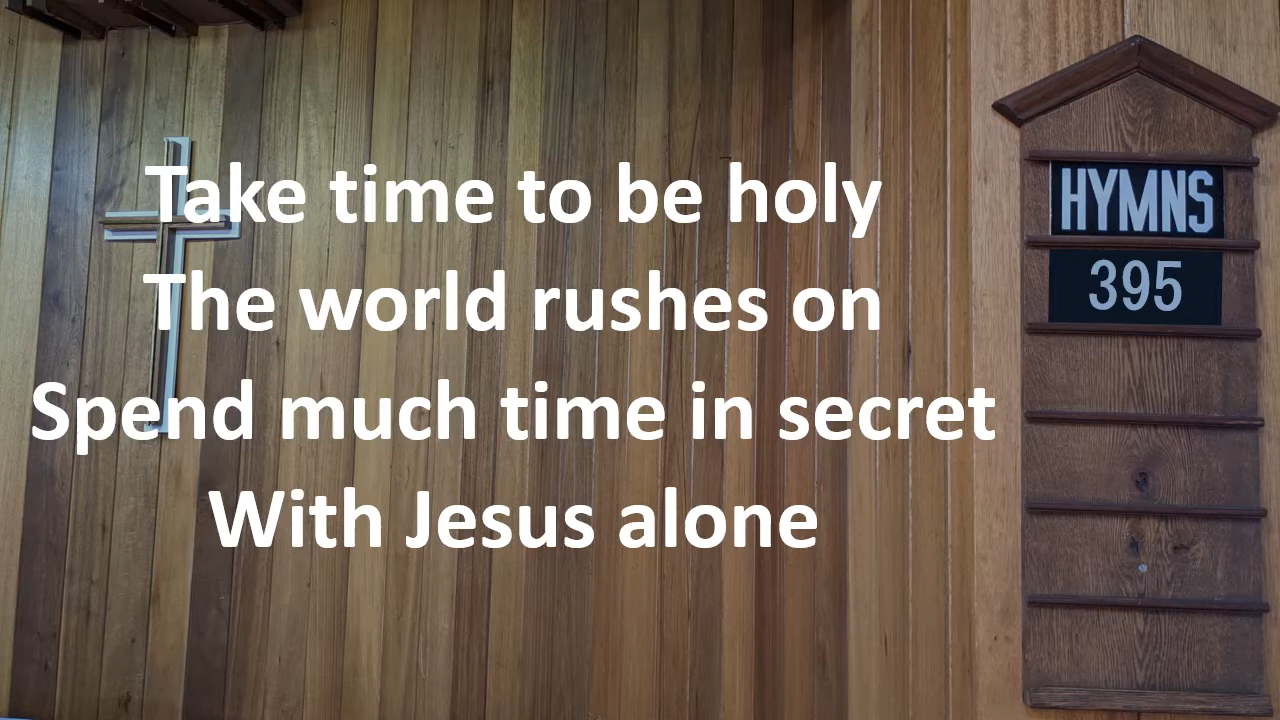 Take time to be holy
The world rushes on
Spend much time in secret
With Jesus alone
HYMNS
395